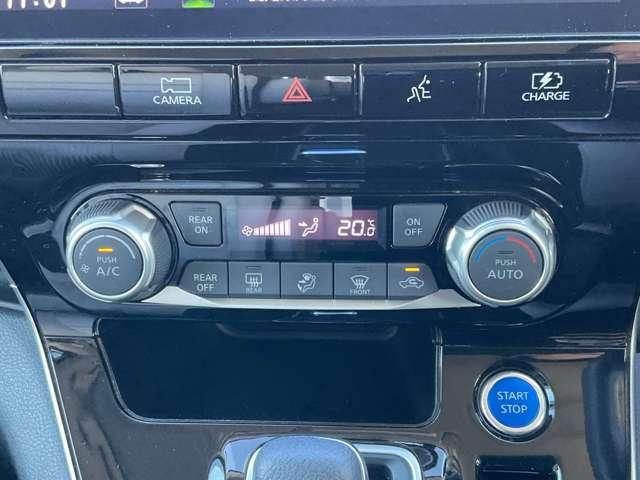 CAMERA
CHARGE
REAR ON
20.0°C
ON OFF
PUSH A/C
PUSH AUTO
REAR OFF
REAR
FRONT
START STOP